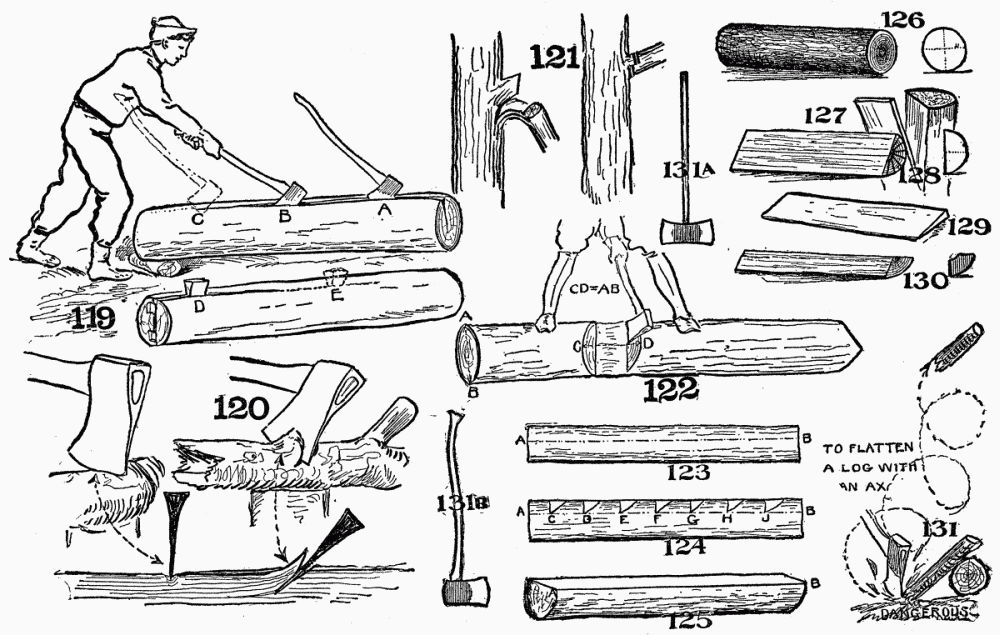 C
B
A
119
D
E
120
121
131A
126
127
128
129
130
CD=AB
A
B
C
D
122
A
B
123
A
B
C
D
E
F
G
H
J
124
B
125
131B
TO FLATTEN
A LOG WITH
AN AX
131
DANGEROUS